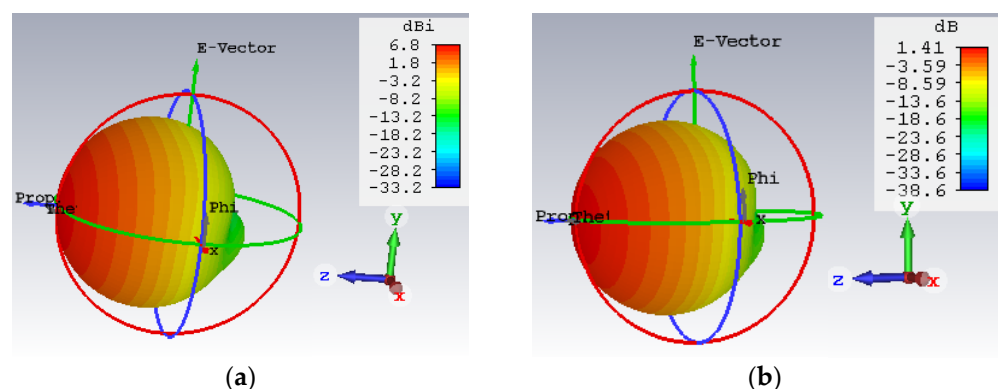 dBi
6.8
1.8
-3.2
-8.2
-13.2
-18.2
-23.2
-28.2
-33.2
E-Vector
Phi
Prop
x
y
z
x
(a)
dB
1.41
-3.59
-8.59
-13.6
-18.6
-23.6
-28.6
-33.6
-38.6
E-Vector
Phi
Prop
x
y
z
x
(b)